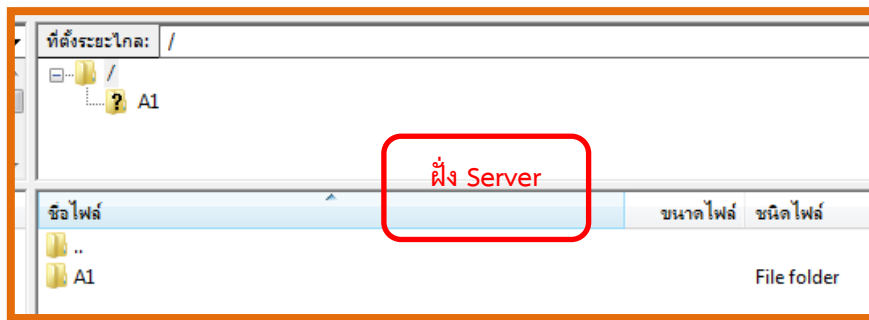 ที่ตั้งระยะไกล: /
/
? A1
ฝั่ง Server
ชื่อไฟล์ ขนาดไฟล์ ชนิดไฟล์
..
A1 File folder